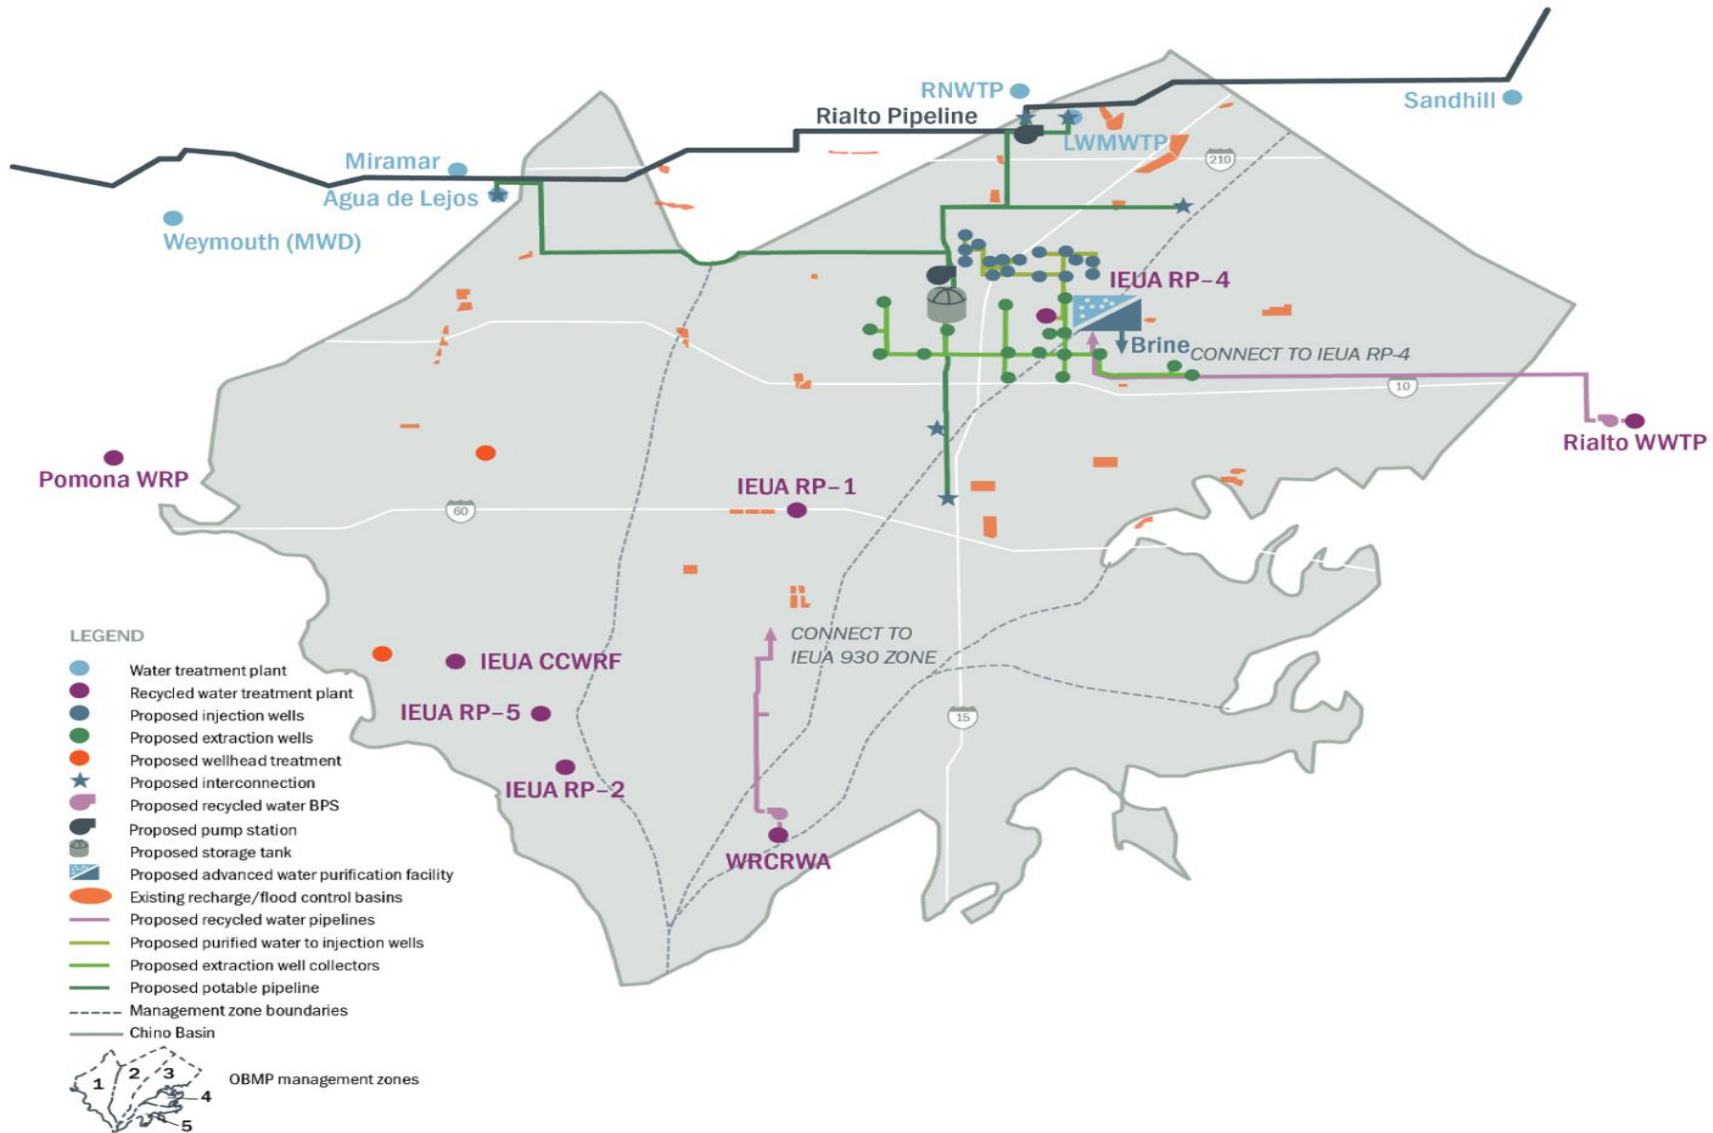 RNWTP
Sandhill
Rialto Pipeline
LWMWTP
Miramar
210
Agua de Lejos
Weymouth (MWD)
IEUA RP-4
Brine
CONNECT TO IEUA RP-4
10
Rialto WWTP
Pomona WRP
IEUA RP-1
60
CONNECT TO
IEUA 930 ZONE
IEUA CCWRF
IEUA RP-5
15
IEUA RP-2
WRCRWA
LEGEND
Water treatment plant
Recycled water treatment plant
Proposed injection wells
Proposed extraction wells
Proposed wellhead treatment
Proposed interconnection
Proposed recycled water BPS
Proposed pump station
Proposed storage tank
Proposed advanced water purification facility
Existing recharge/flood control basins
Proposed recycled water pipelines
Proposed purified water to injection wells
Proposed extraction well collectors
Proposed potable pipeline
Management zone boundaries
Chino Basin
1
2
3
4
5
OBMP management zones